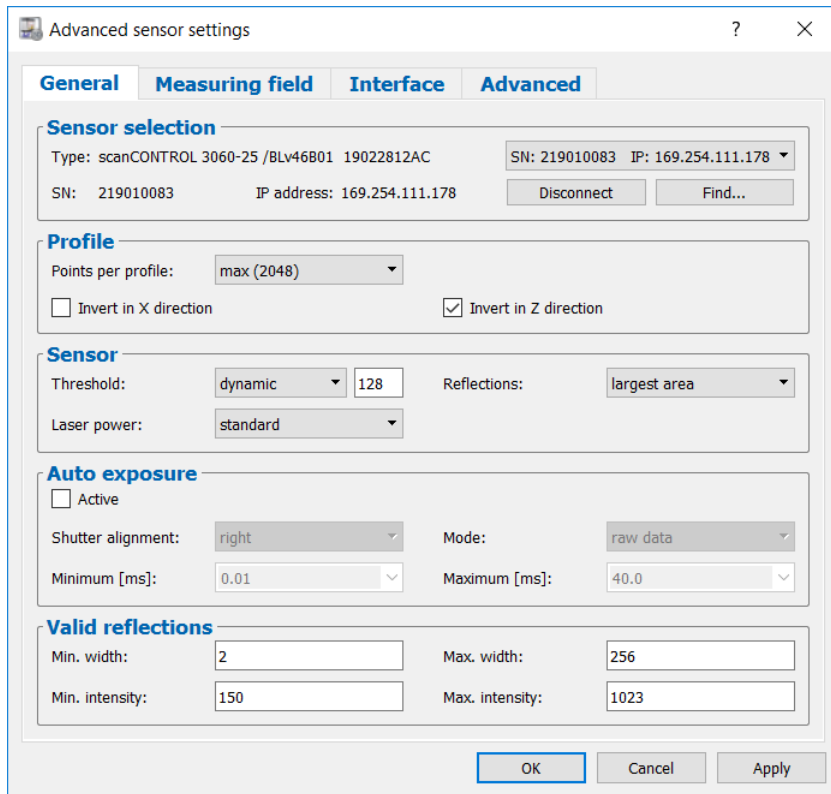 Advanced sensor settings ?
General Measuring field Interface Advanced
Sensor selection
Type: scanCONTROL 3060-25 /BLv46B01 19022812AC SN: 219010083 IP: 169.254.111.178
SN: 219010083 IP address: 169.254.111.178 Disconnect Find...
Profile
Points per profile: max (2048)
Invert in X direction Invert in Z direction
Sensor
Threshold: dynamic 128 Reflections: largest area
Laser power: standard
Auto exposure
Active
Shutter alignment: right Mode: raw data
Minimum [ms]: 0.01 Maximum [ms]: 40.0
Valid reflections
Min. width: 2 Max. width: 256
Min. intensity: 150 Max. intensity: 1023
OK Cancel Apply